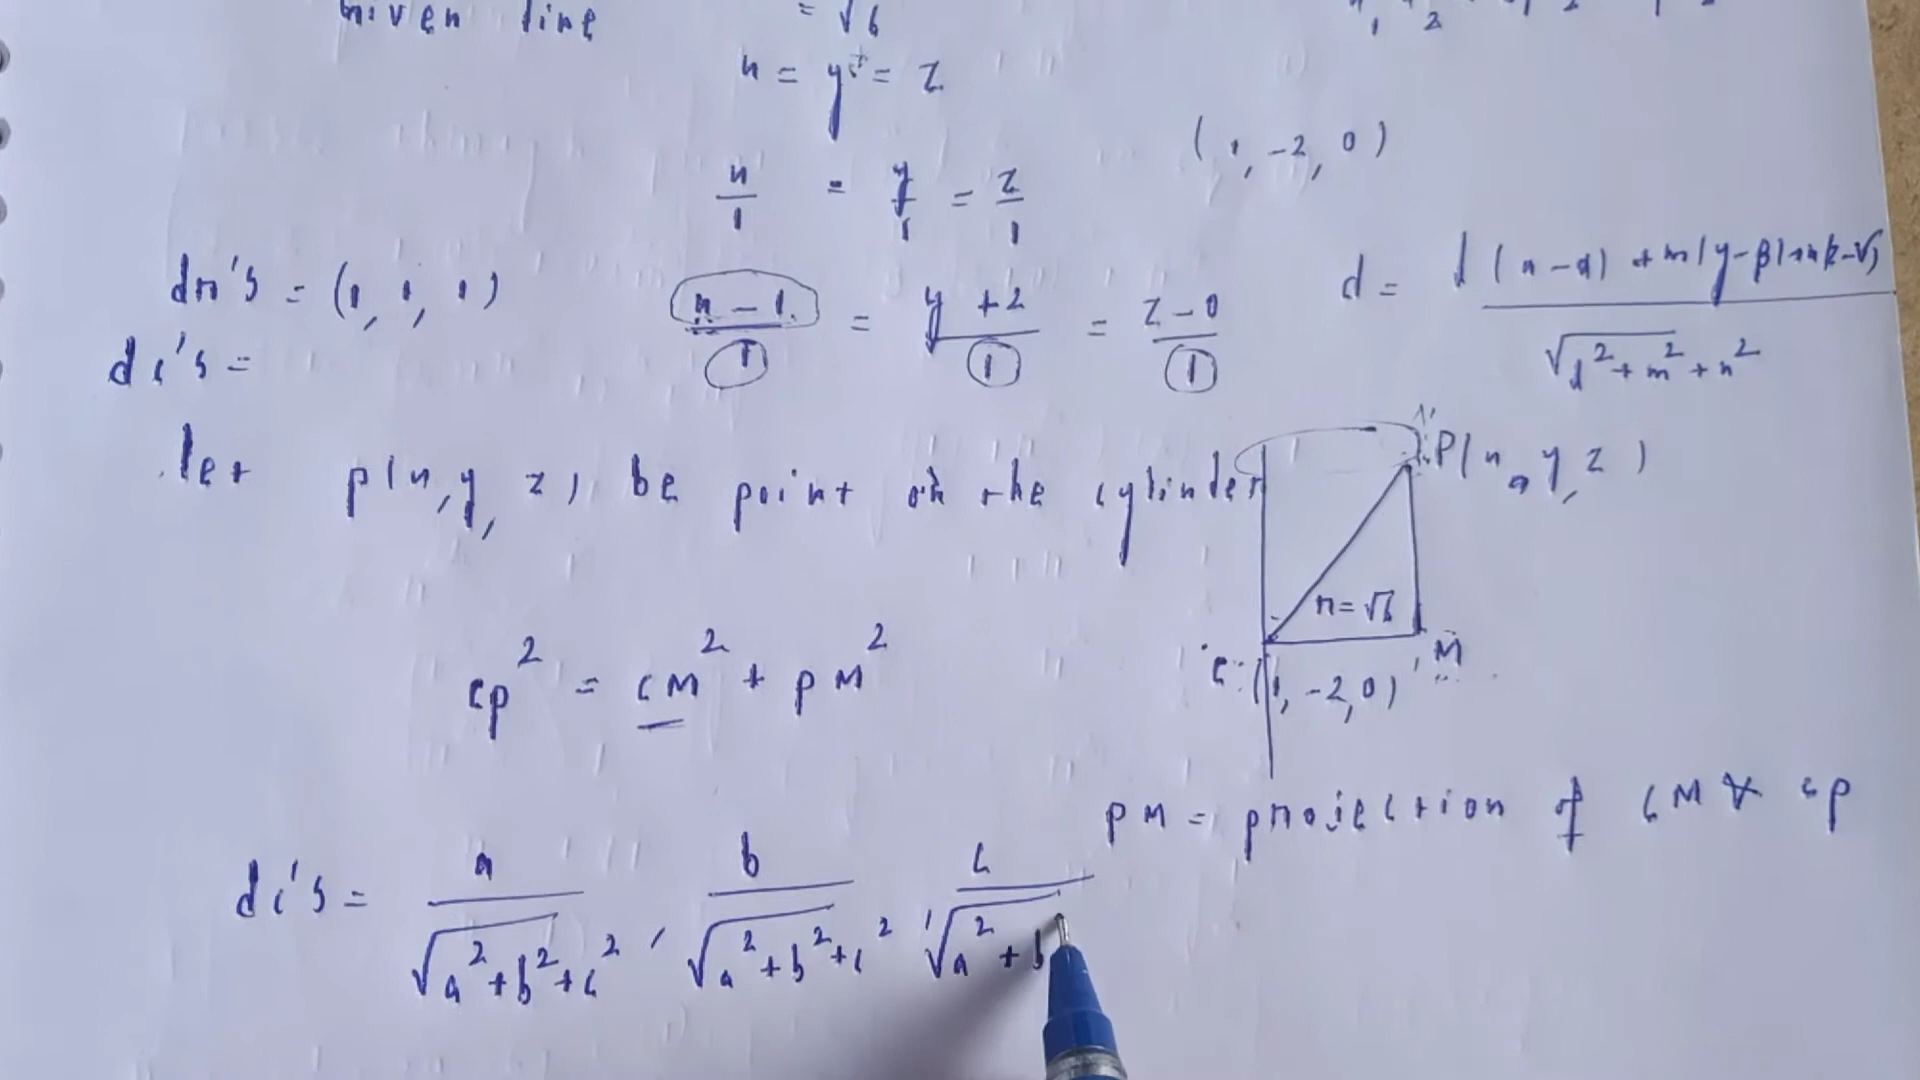 Given line = √6
x = y = z
(1, -2, 0)
x/1 = y/1 = z/1
dr's = (1, 1, 1)
x - 1/1 = y + 2/1 = z - 0/1
d = l(x-α) + m(y-β) + n(z-γ) / √l² + m² + n²
dc's =
let p(x, y, z) be point on the cylinder
P(x, y, z)
r = √6
cp² = cM² + pM²
C (1, -2, 0) M
pM = projection of CM & cp
dc's = a/√a²+b²+c² , b/√a²+b²+c² , c/√a² + b